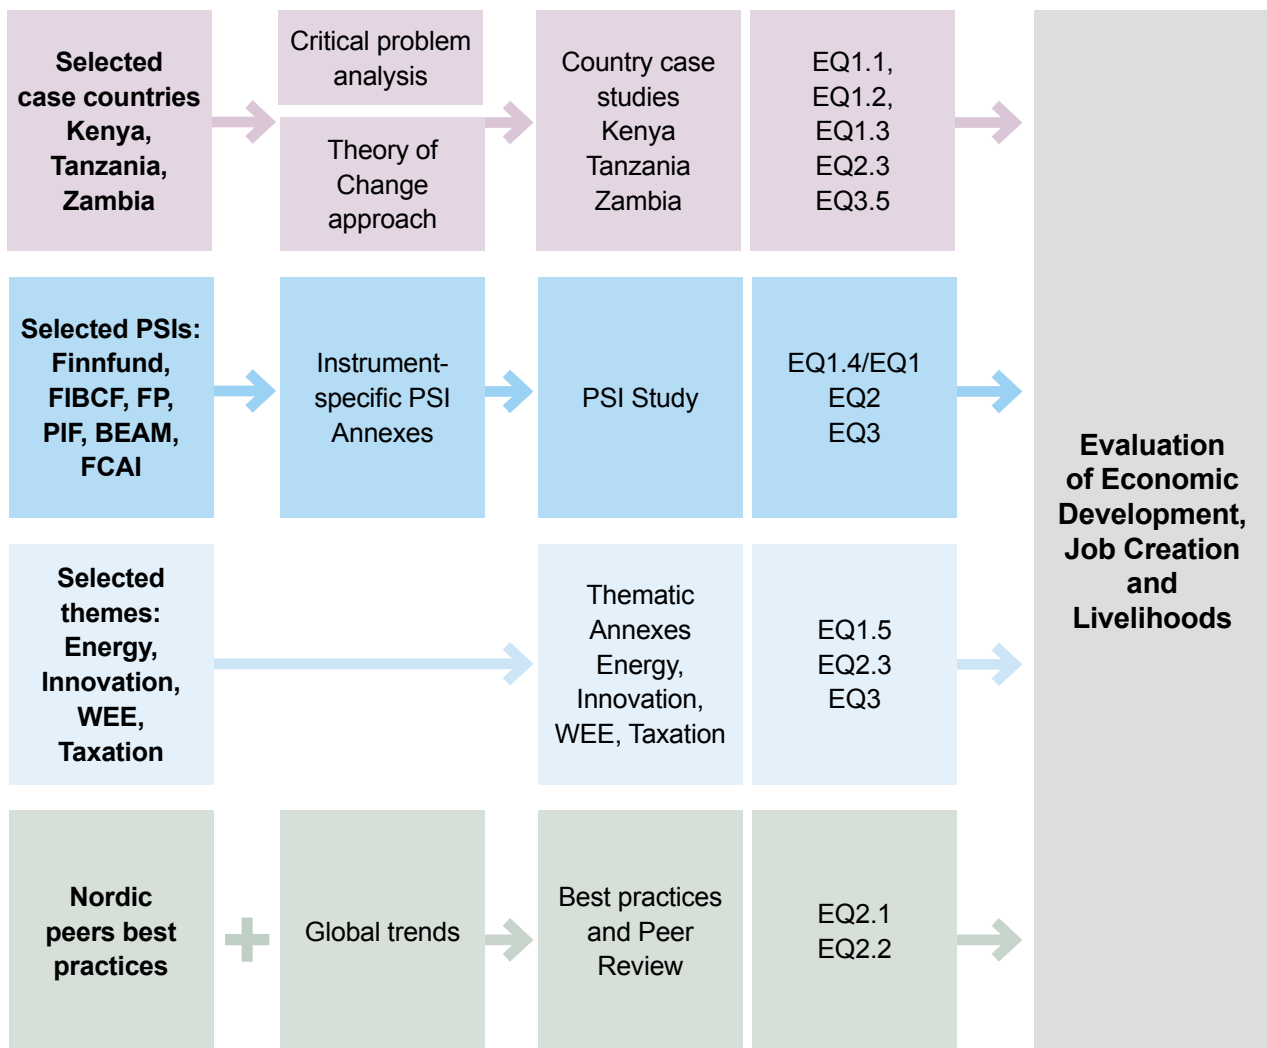 Selected
case countries
Kenya,
Tanzania,
Zambia
Critical problem
analysis
Theory of
Change
approach
Country case
studies
Kenya
Tanzania
Zambia
EQ1.1,
EQ1.2,
EQ1.3
EQ2.3
EQ3.5
Selected PSIs:
Finnfund,
FIBCF, FP,
PIF, BEAM,
FCAI
Instrument-
specific PSI
Annexes
PSI Study
EQ1.4/EQ1
EQ2
EQ3
Selected
themes:
Energy,
Innovation,
WEE,
Taxation
Thematic
Annexes
Energy,
Innovation,
WEE, Taxation
EQ1.5
EQ2.3
EQ3
Nordic
peers best
practices
+
Global trends
Best practices
and Peer
Review
EQ2.1
EQ2.2
Evaluation
of Economic
Development,
Job Creation
and
Livelihoods